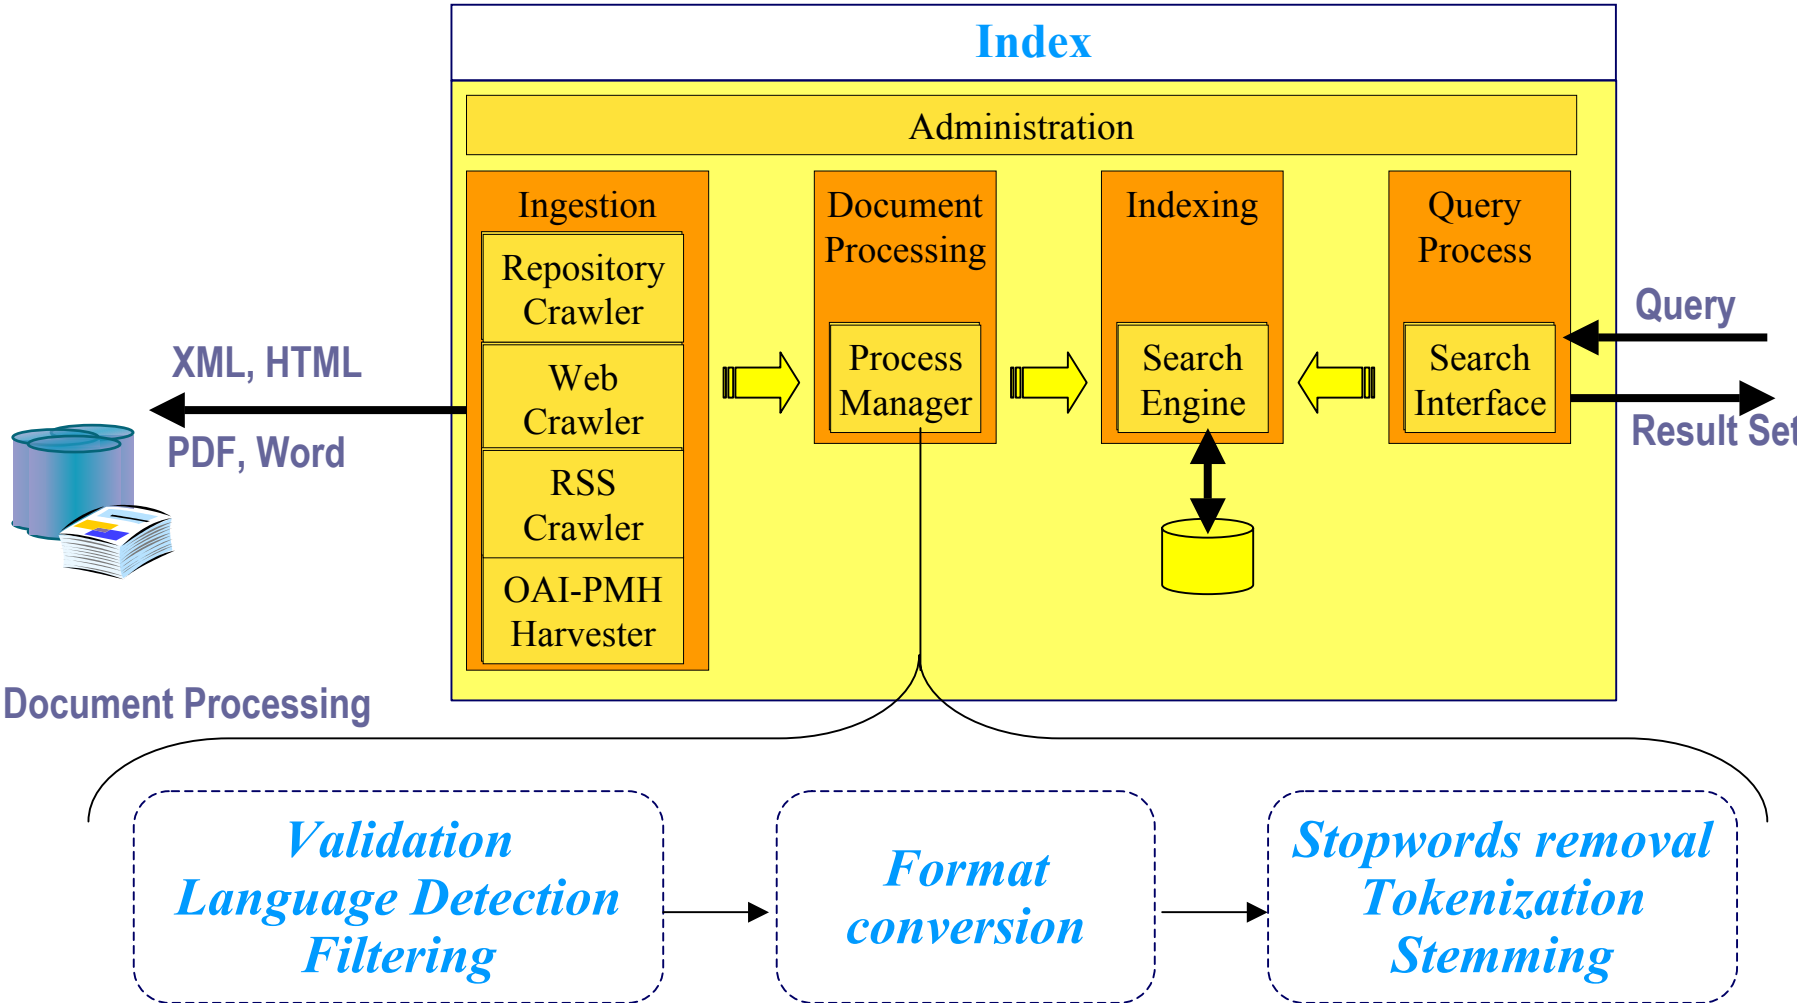 Index
Administration
Ingestion
Repository
Crawler
Web
Crawler
RSS
Crawler
OAI-PMH
Harvester
Document
Processing
Process
Manager
Indexing
Search
Engine
Query
Process
Search
Interface
XML, HTML
PDF, Word
Query
Result Set
Document Processing
Validation
Language Detection
Filtering
Format
conversion
Stopwords removal
Tokenization
Stemming